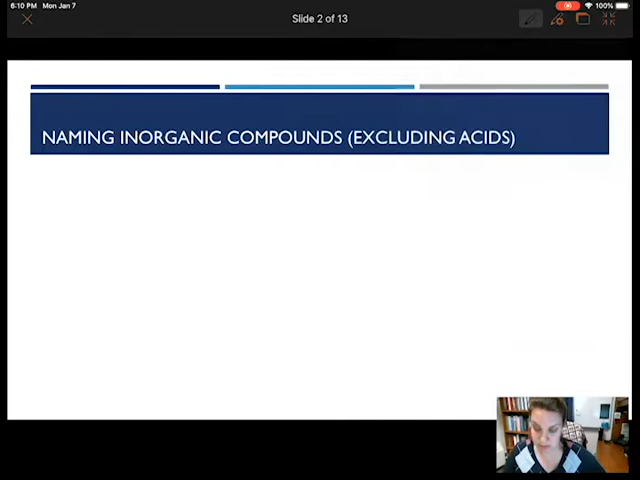 6:10 PM Mon Jan 7
100%
Slide 2 of 13
NAMING INORGANIC COMPOUNDS (EXCLUDING ACIDS)